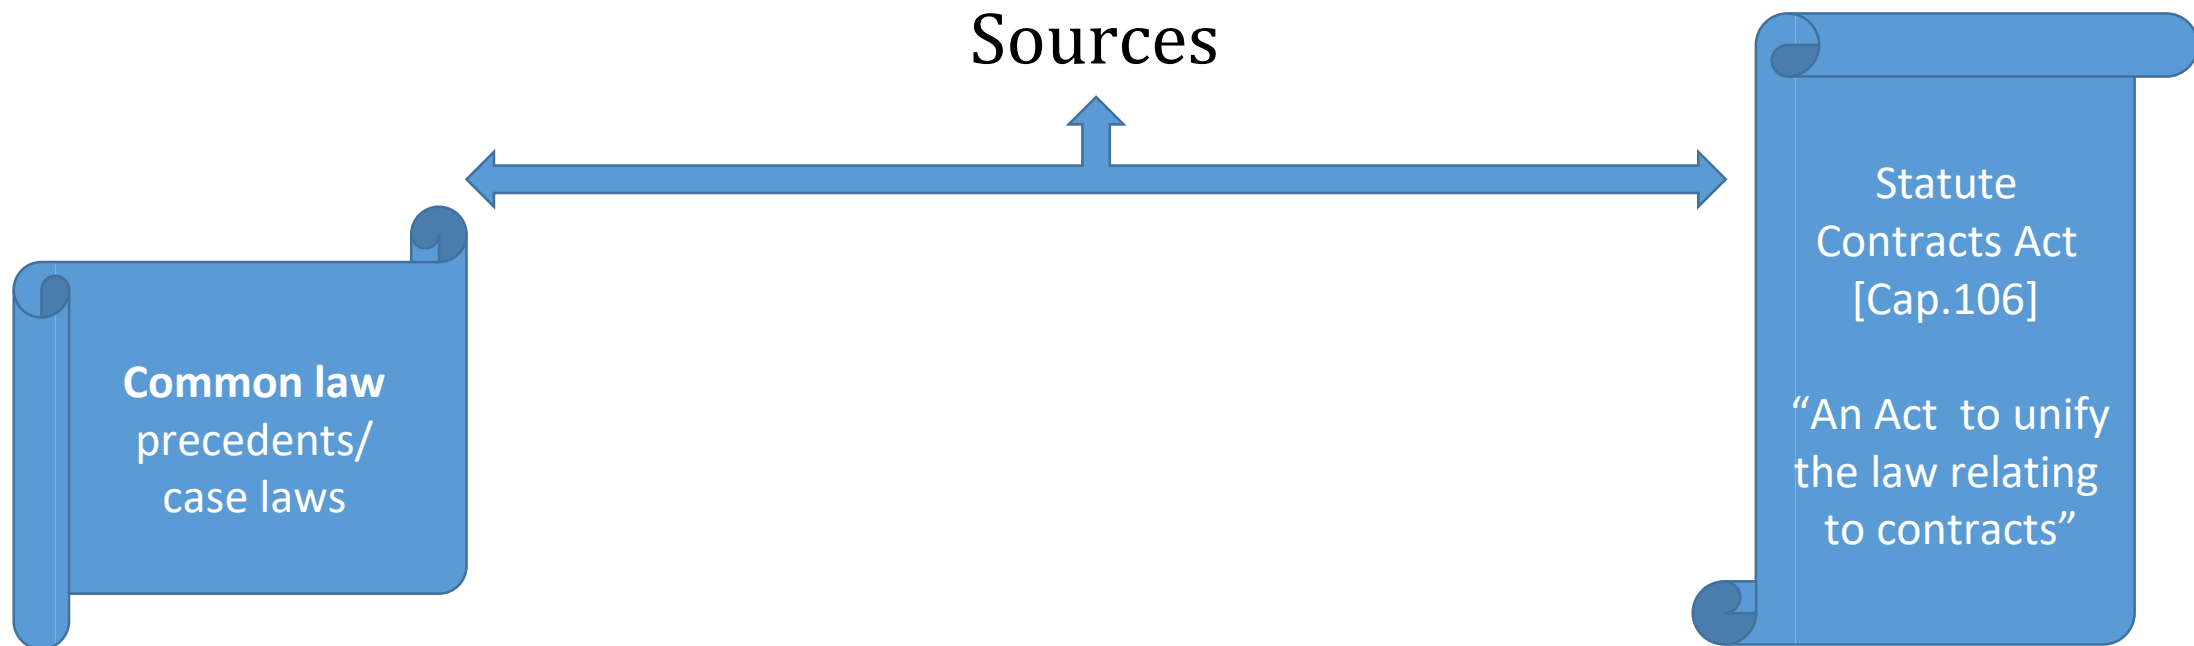 Sources
Common law
precedents/
case laws
Statute
Contracts Act
[Cap.106]
“An Act  to unify
the law relating
to contracts”